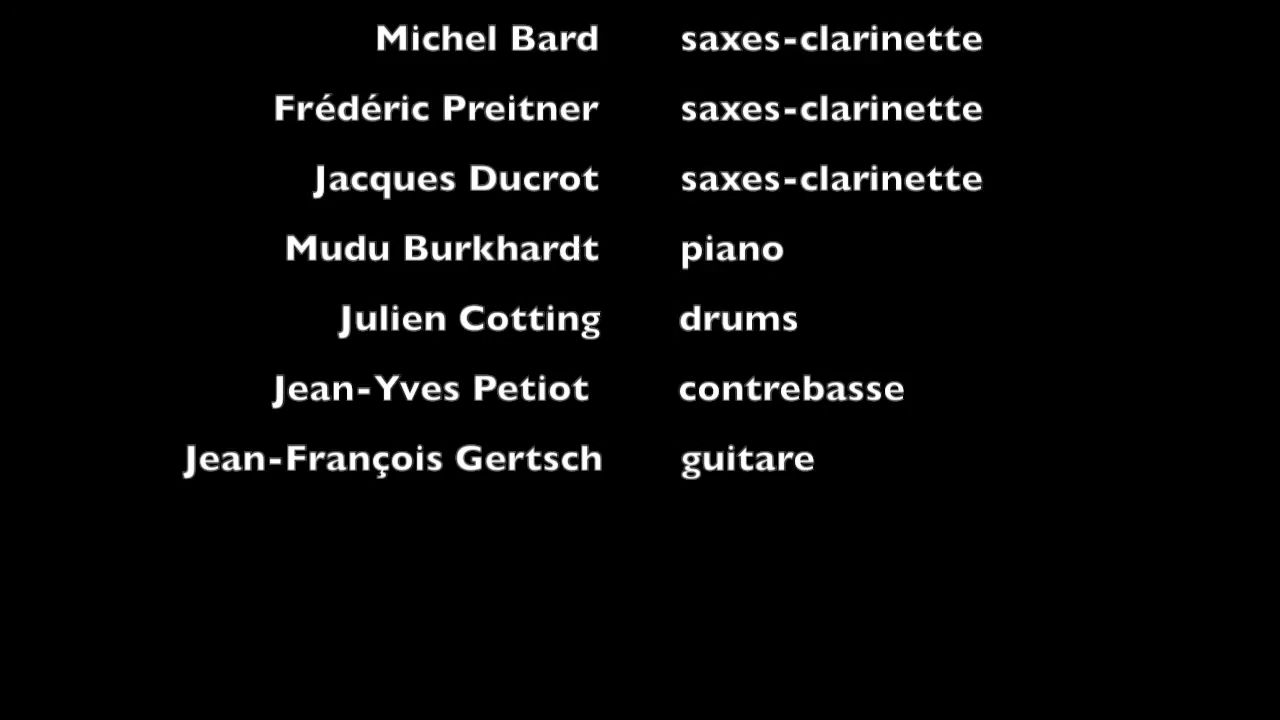 Michel Bard saxes-clarinette
Frédéric Preitner saxes-clarinette
Jacques Ducrot saxes-clarinette
Mudu Burkhardt piano
Julien Cotting drums
Jean-Yves Petiot contrebasse
Jean-François Gertsch guitare